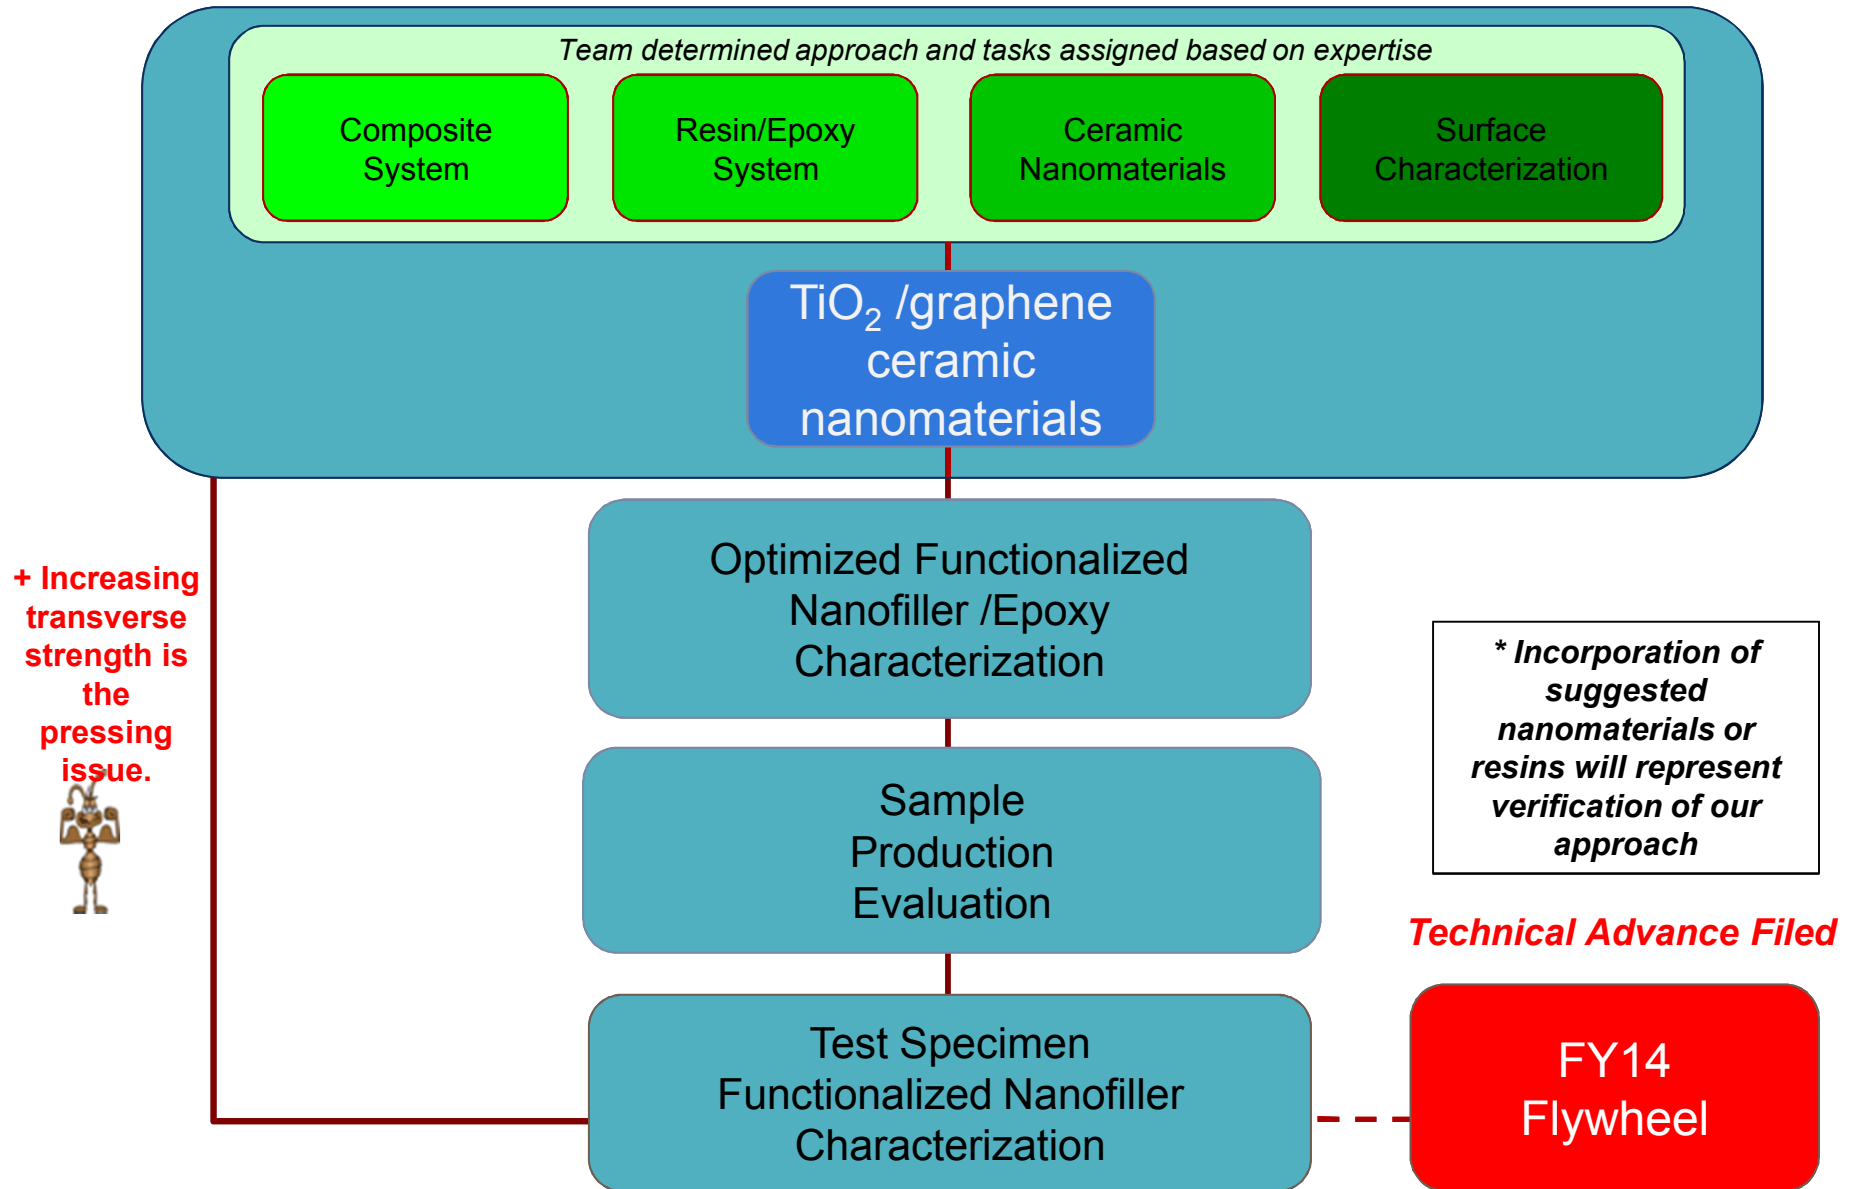 Team determined approach and tasks assigned based on expertise
Composite
System
Resin/Epoxy
System
Ceramic
Nanomaterials
Surface
Characterization
TiO₂ /graphene
ceramic
nanomaterials
+ Increasing
transverse
strength is
the
pressing
issue.
Optimized Functionalized
Nanofiller /Epoxy
Characterization
* Incorporation of
suggested
nanomaterials or
resins will represent
verification of our
approach
Sample
Production
Evaluation
Technical Advance Filed
Test Specimen
Functionalized Nanofiller
Characterization
FY14
Flywheel